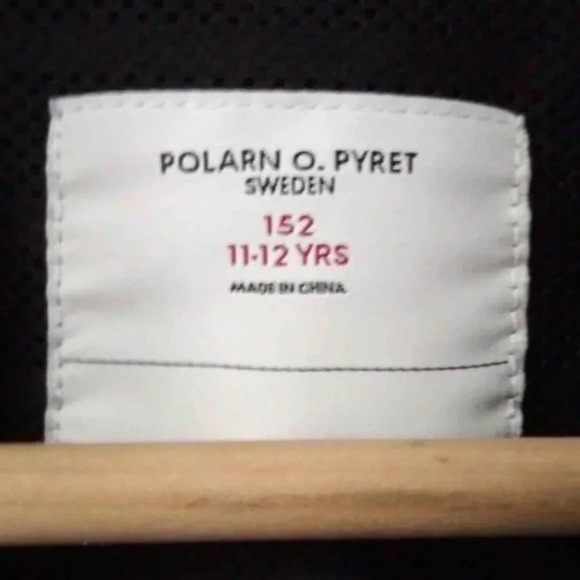 POLARN O. PYRET
SWEDEN
152
11-12 YRS
MADE IN CHINA